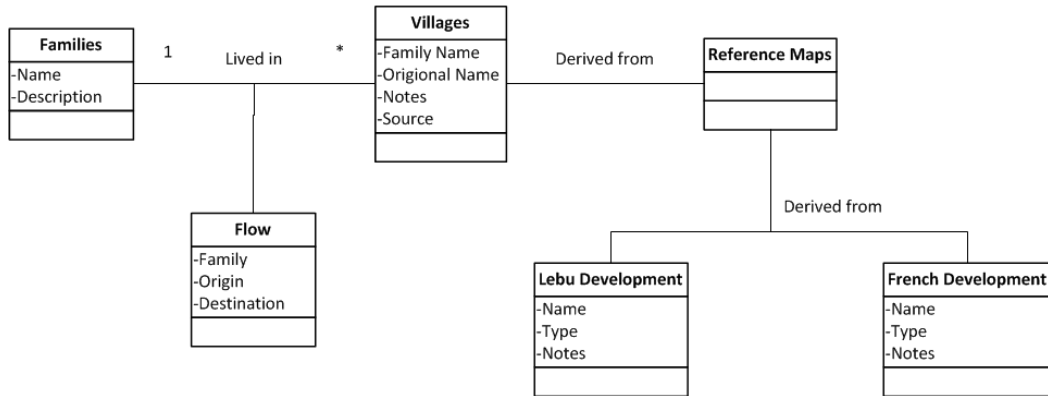 Families
-Name
-Description
1
Lived in
*
Villages
-Family Name
-Origional Name
-Notes
-Source
Derived from
Reference Maps
Flow
-Family
-Origin
-Destination
Derived from
Lebu Development
-Name
-Type
-Notes
French Development
-Name
-Type
-Notes